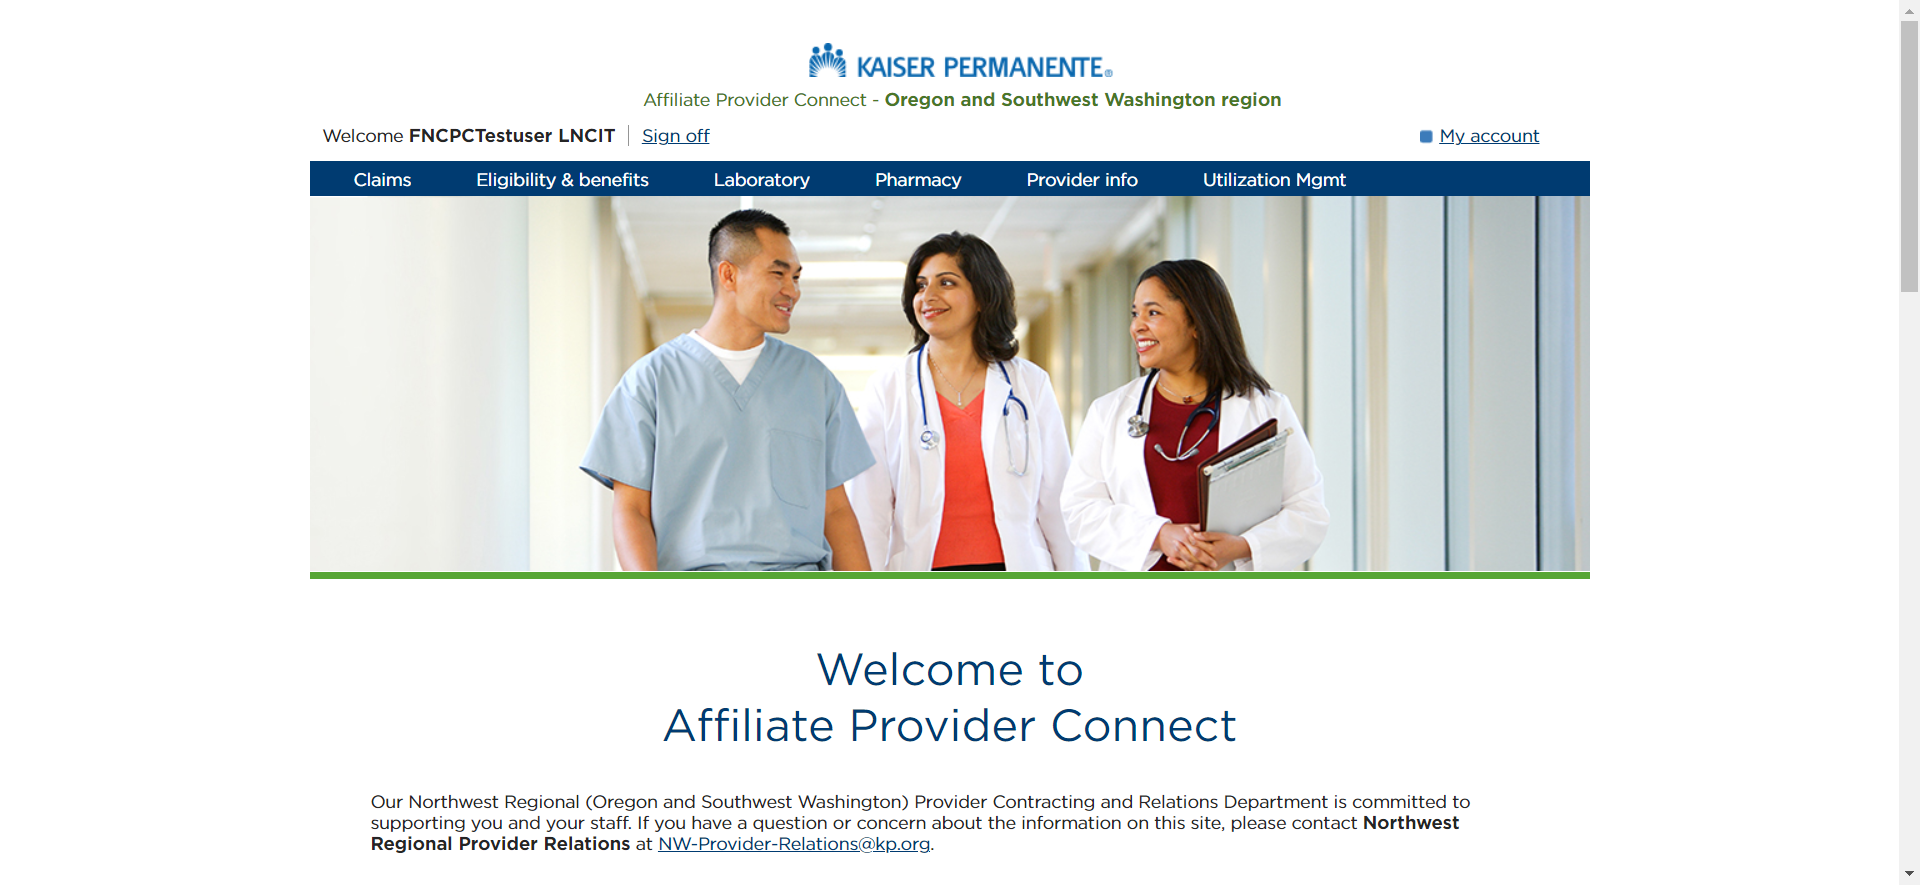 KAISER PERMANENTE®
Affiliate Provider Connect - Oregon and Southwest Washington region
Welcome FNCPCTestuser LNCIT | Sign off My account
Claims Eligibility & benefits Laboratory Pharmacy Provider info Utilization Mgmt
Welcome to
Affiliate Provider Connect
Our Northwest Regional (Oregon and Southwest Washington) Provider Contracting and Relations Department is committed to
supporting you and your staff. If you have a question or concern about the information on this site, please contact Northwest
Regional Provider Relations at NW-Provider-Relations@kp.org.